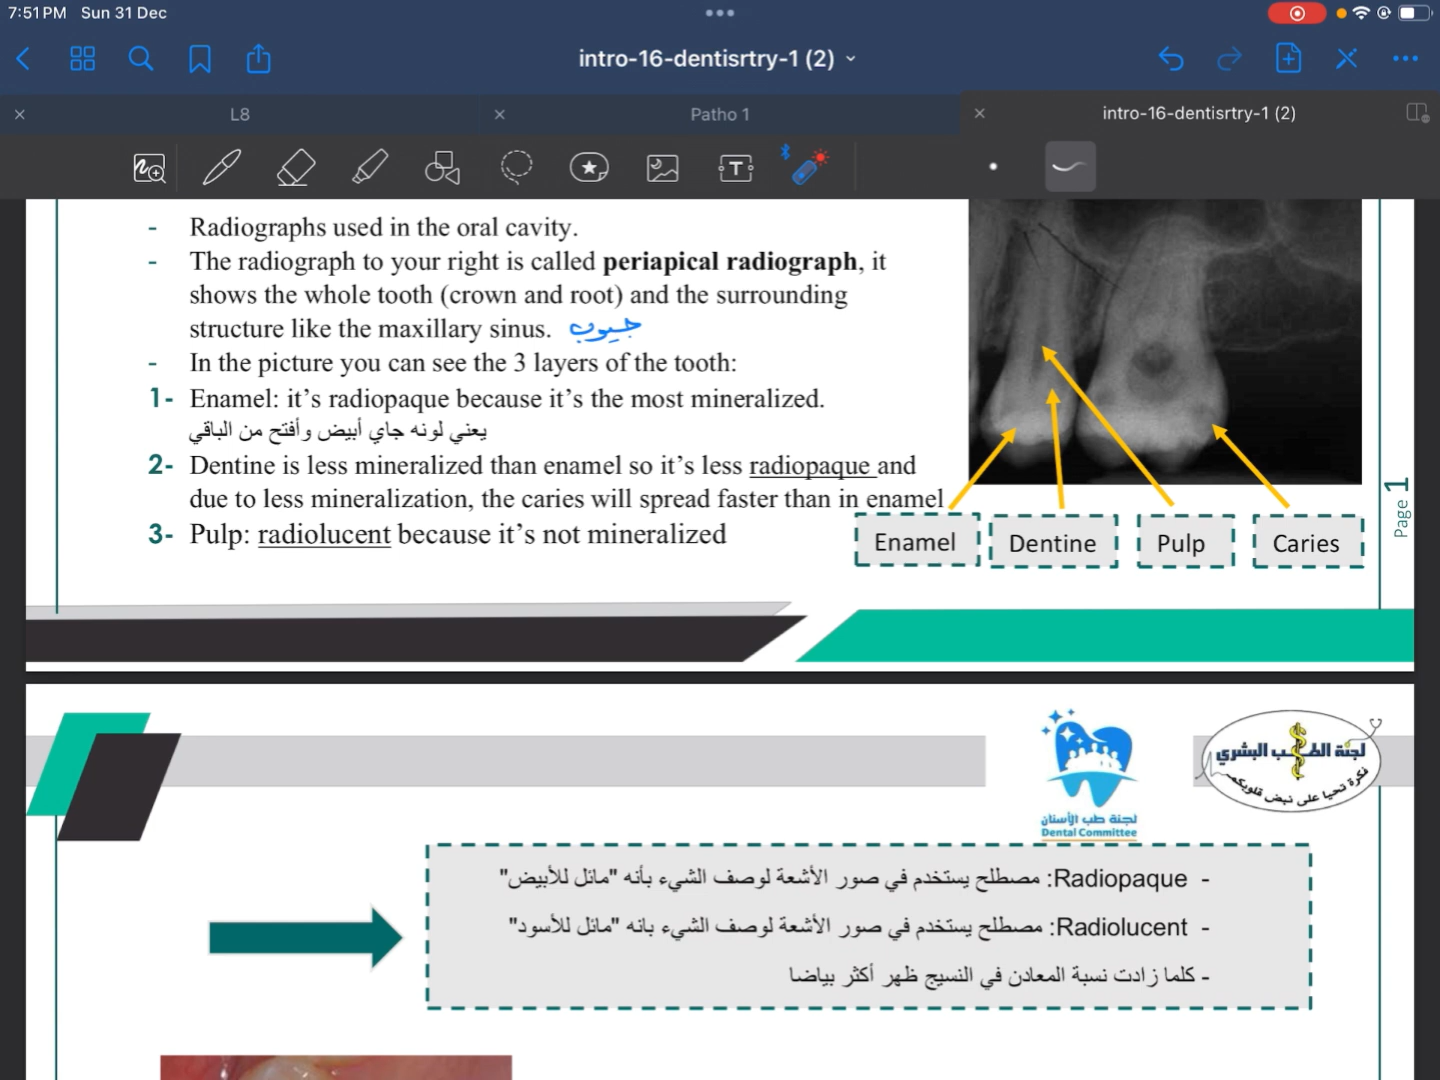 7:51 PM Sun 31 Dec
intro-16-dentisrtry-1 (2)
L8
Patho 1
intro-16-dentisrtry-1 (2)
- Radiographs used in the oral cavity.
- The radiograph to your right is called periapical radiograph, it
shows the whole tooth (crown and root) and the surrounding
structure like the maxillary sinus. جيوب
- In the picture you can see the 3 layers of the tooth:
1- Enamel: it’s radiopaque because it’s the most mineralized.
يعني لونه جاي أبيض وأفتح من الباقي
2- Dentine is less mineralized than enamel so it’s less radiopaque and
due to less mineralization, the caries will spread faster than in enamel
3- Pulp: radiolucent because it’s not mineralized
Enamel
Dentine
Pulp
Caries
Page 1
لجنة طب الأسنان
Dental Committee
لجنة الطب البشري
فكرة تحيا على نبض قلوبكم
- Radiopaque: مصطلح يستخدم في صور الأشعة لوصف الشيء بأنه "مائل للأبيض"
- Radiolucent: مصطلح يستخدم في صور الأشعة لوصف الشيء بانه "مائل للأسود"
- كلما زادت نسبة المعادن في النسيج ظهر أكثر بياضا